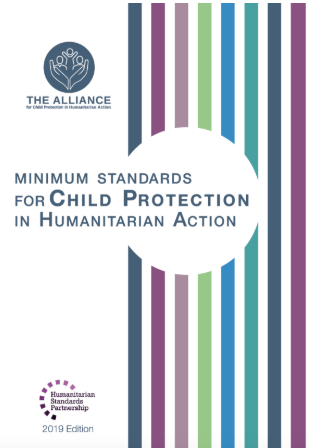 THE ALLIANCE
for Child Protection in Humanitarian Action
MINIMUM STANDARDS
FOR CHILD PROTECTION
IN HUMANITARIAN ACTION
Humanitarian
Standards
Partnership
2019 Edition